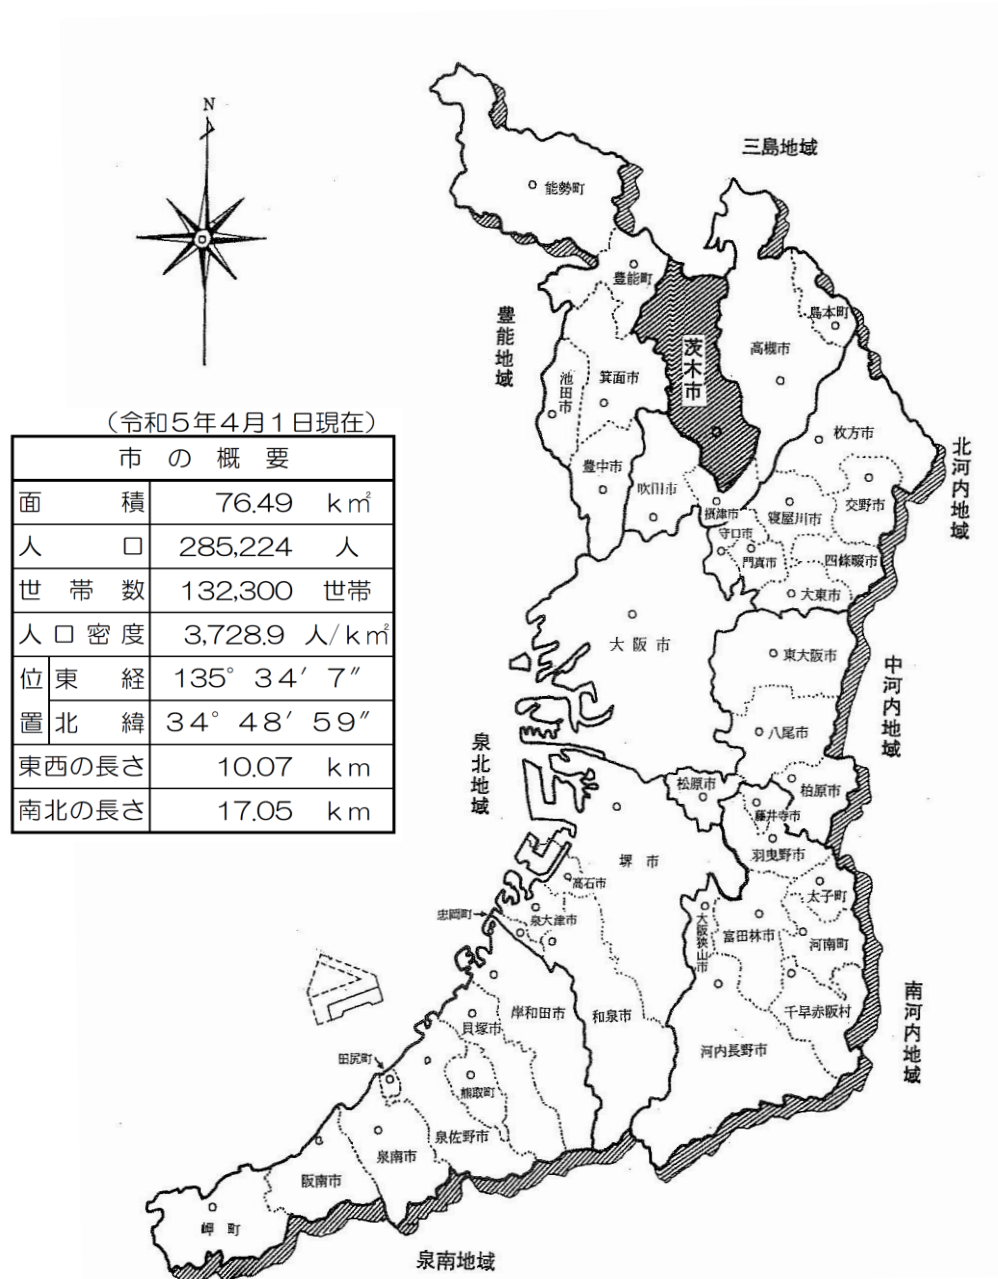 N
三島地域
能勢町
豊能町
島本町
豊能地域
茨木市
高槻市
池田市
箕面市
枚方市
北河内地域
豊中市
吹田市
摂津市
寝屋川市
交野市
守口市
門真市
四條畷市
大東市
（令和５年４月１日現在）
市の概要
面積 76.49 k㎡
人口 285,224 人
世帯数 132,300 世帯
人口密度 3,728.9 人/k㎡
位置 東経 135° 34′ 7″
北緯 34° 48′ 59″
東西の長さ 10.07 km
南北の長さ 17.05 km
大阪市
東大阪市
中河内地域
八尾市
泉北地域
松原市
柏原市
藤井寺市
羽曳野市
堺市
高石市
太子町
忠岡町
泉大津市
大阪狭山市
富田林市
河南町
南河内地域
岸和田市
和泉市
千早赤阪村
貝塚市
河内長野市
田尻町
熊取町
泉佐野市
泉南市
阪南市
岬町
泉南地域